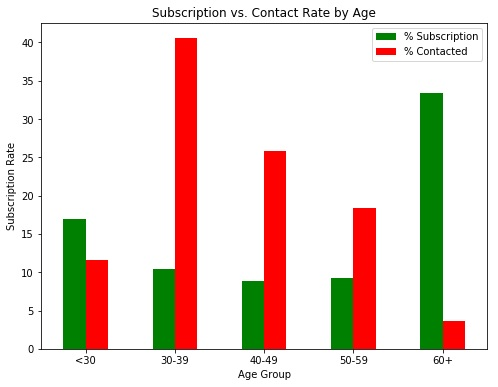 Subscription vs. Contact Rate by Age
% Subscription
% Contacted
Subscription Rate
40
35
30
25
20
15
10
5
0
<30
30-39
40-49
50-59
60+
Age Group